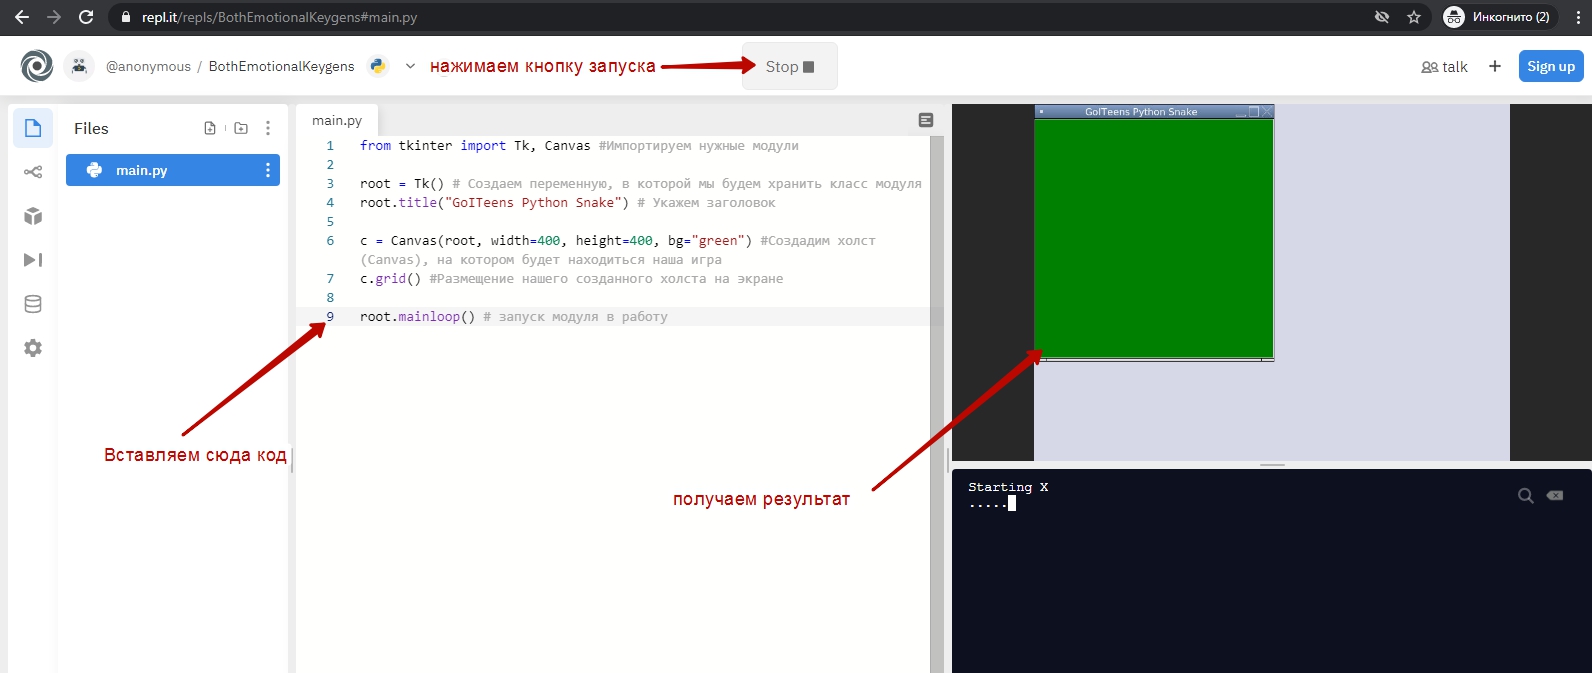 repl.it/repls/BothEmotionalKeygens#main.py
Инкогнито (2)
@anonymous / BothEmotionalKeygens
нажимаем кнопку запуска
Stop
talk
+
Sign up
Files
main.py
main.py
1 from tkinter import Tk, Canvas #Импортируем нужные модули
2
3 root = Tk() # Создаем переменную, в которой мы будем хранить класс модуля
4 root.title("GoITeens Python Snake") # Укажем заголовок
5
6 c = Canvas(root, width=400, height=400, bg="green") #Создадим холст
(Canvas), на котором будет находиться наша игра
7 c.grid() #Размещение нашего созданного холста на экране
8
9 root.mainloop() # запуск модуля в работу
Вставляем сюда код
GoITeens Python Snake
получаем результат
Starting X
.....